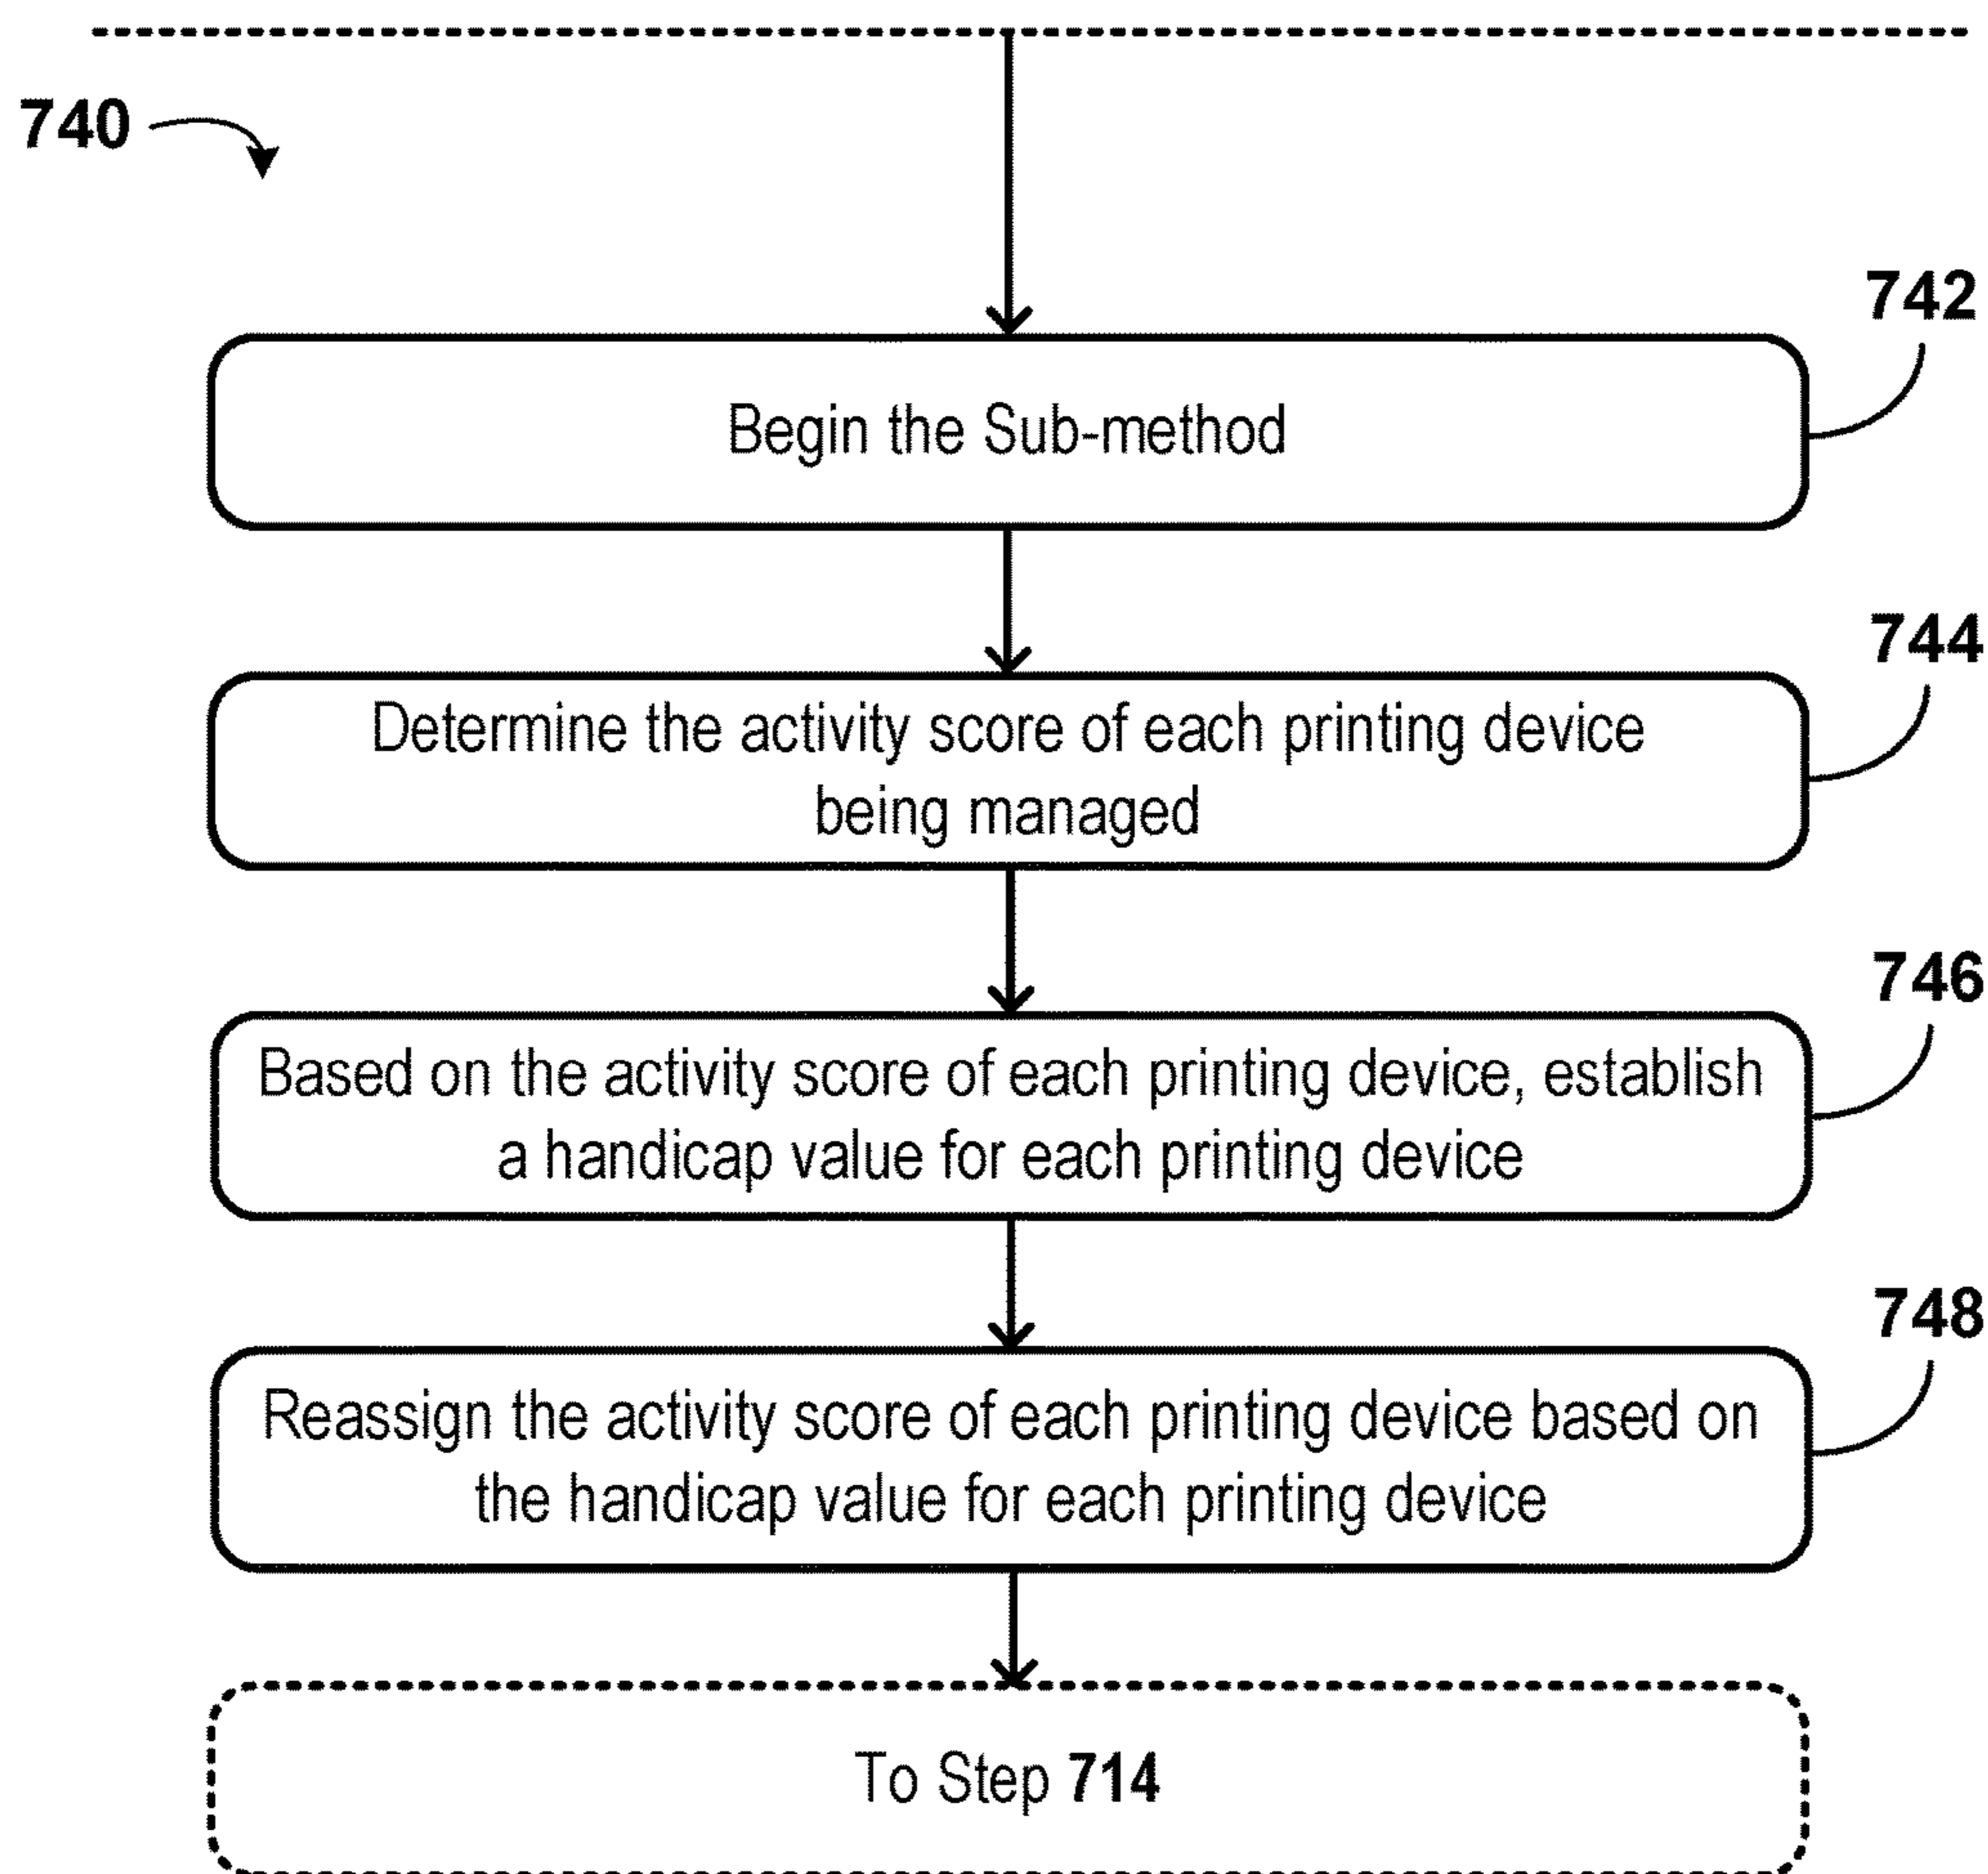 740
742
Begin the Sub-method
744
Determine the activity score of each printing device
being managed
746
Based on the activity score of each printing device, establish
a handicap value for each printing device
748
Reassign the activity score of each printing device based on
the handicap value for each printing device
To Step 714